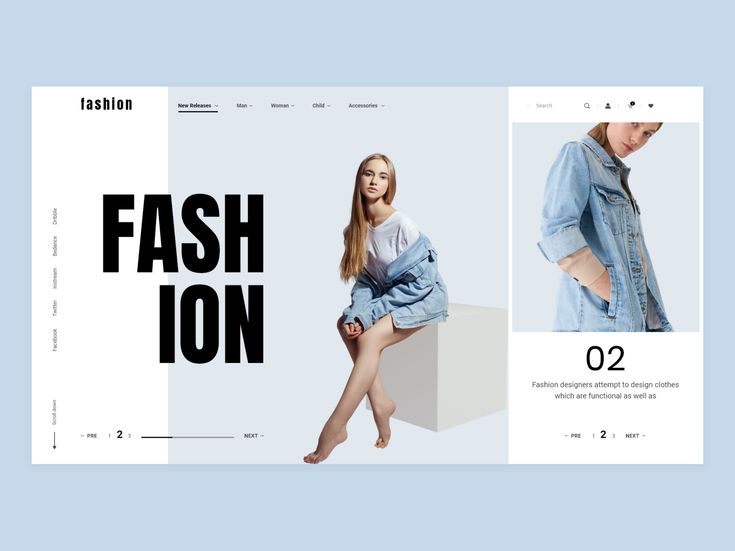 fashion
New Releases
Man
Woman
Child
Accessories
Search
FASH
ION
Dribble
Bedance
Instream
Twitter
Facebook
Scroll down
← PRE 1 2 3 NEXT →
02
Fashion designers attempt to design clothes
which are functional as well as
← PRE 1 2 3 NEXT →